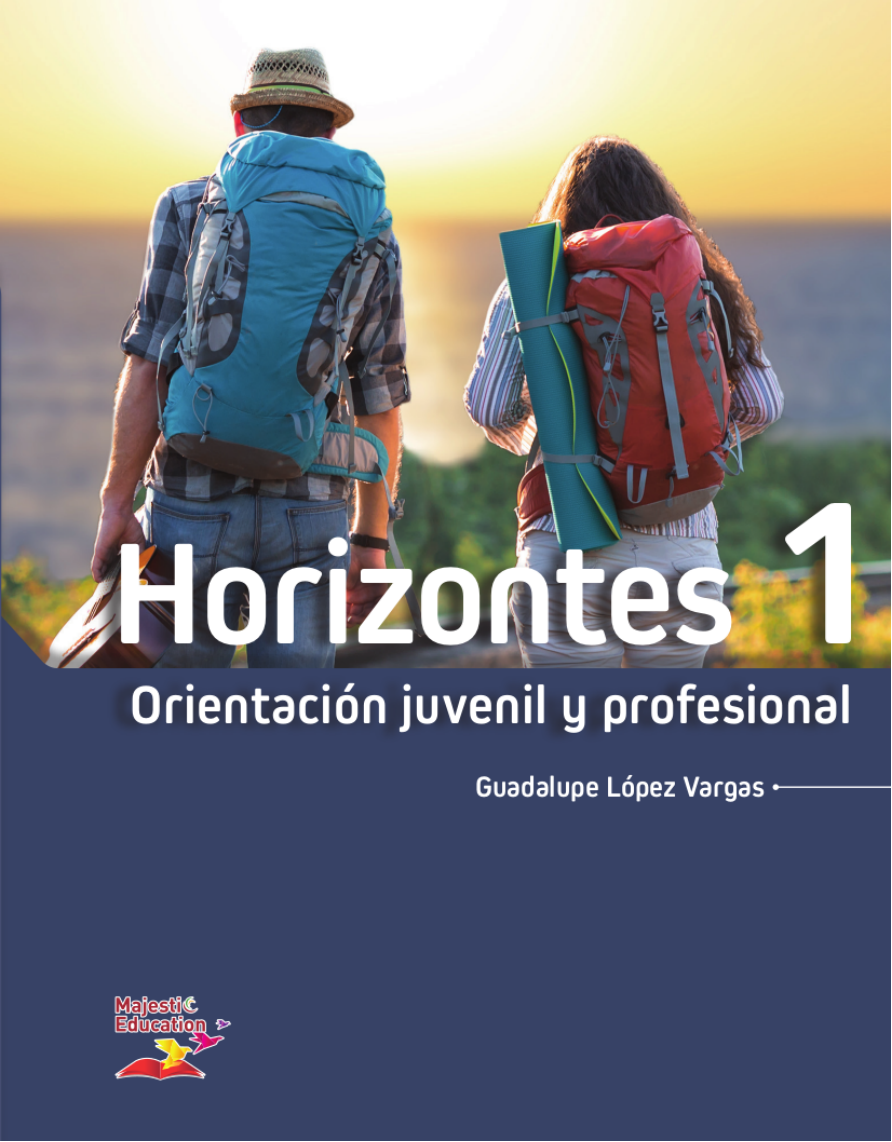 Horizontes 1
Orientación juvenil y profesional
Guadalupe López Vargas
Majestic
Education